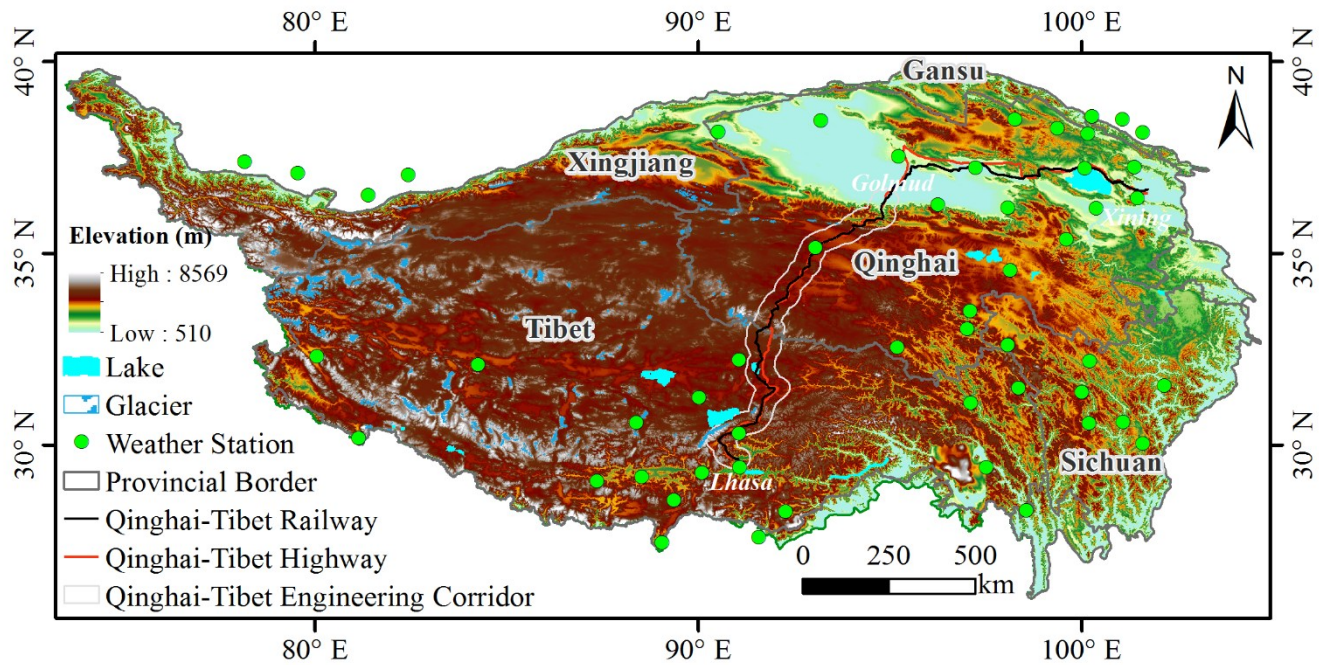 80° E 90° E 100° E
40° N
40° N
Gansu
N
Xingjiang
Golmud
Xining
Elevation (m)
High : 8569
Low : 510
35° N
35° N
Qinghai
Tibet
Lake
Glacier
Weather Station
30° N
30° N
Sichuan
Lhasa
Provincial Border
Qinghai-Tibet Railway
Qinghai-Tibet Highway
Qinghai-Tibet Engineering Corridor
0 250 500
km
80° E 90° E 100° E